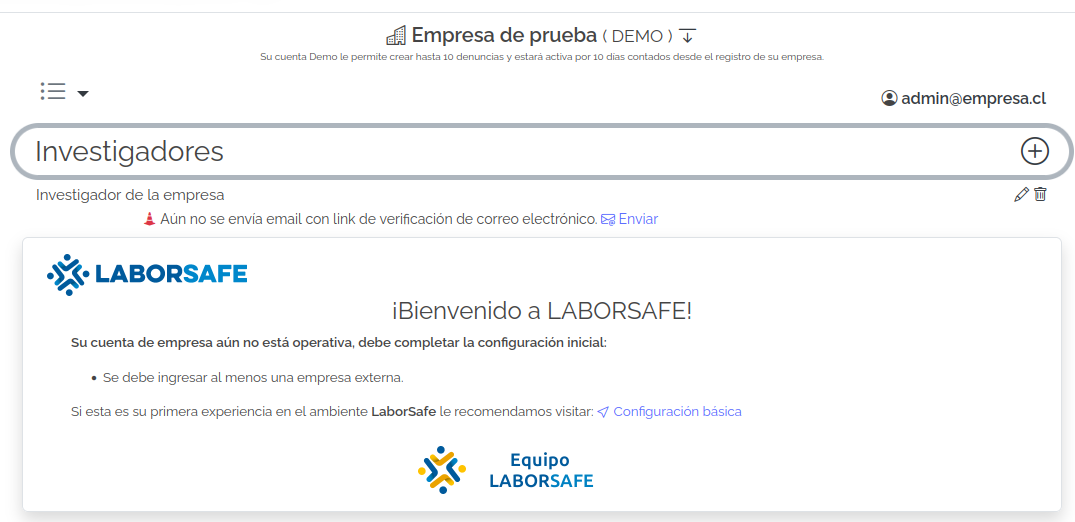 Empresa de prueba ( DEMO )
Su cuenta Demo le permite crear hasta 10 denuncias y estará activa por 10 días contados desde el registro de su empresa.
admin@empresa.cl
Investigadores
Investigador de la empresa
Aún no se envía email con link de verificación de correo electrónico. Enviar
LABORSAFE
¡Bienvenido a LABORSAFE!
Su cuenta de empresa aún no está operativa, debe completar la configuración inicial:
• Se debe ingresar al menos una empresa externa.
Si esta es su primera experiencia en el ambiente LaborSafe le recomendamos visitar: Configuración básica
Equipo
LABORSAFE